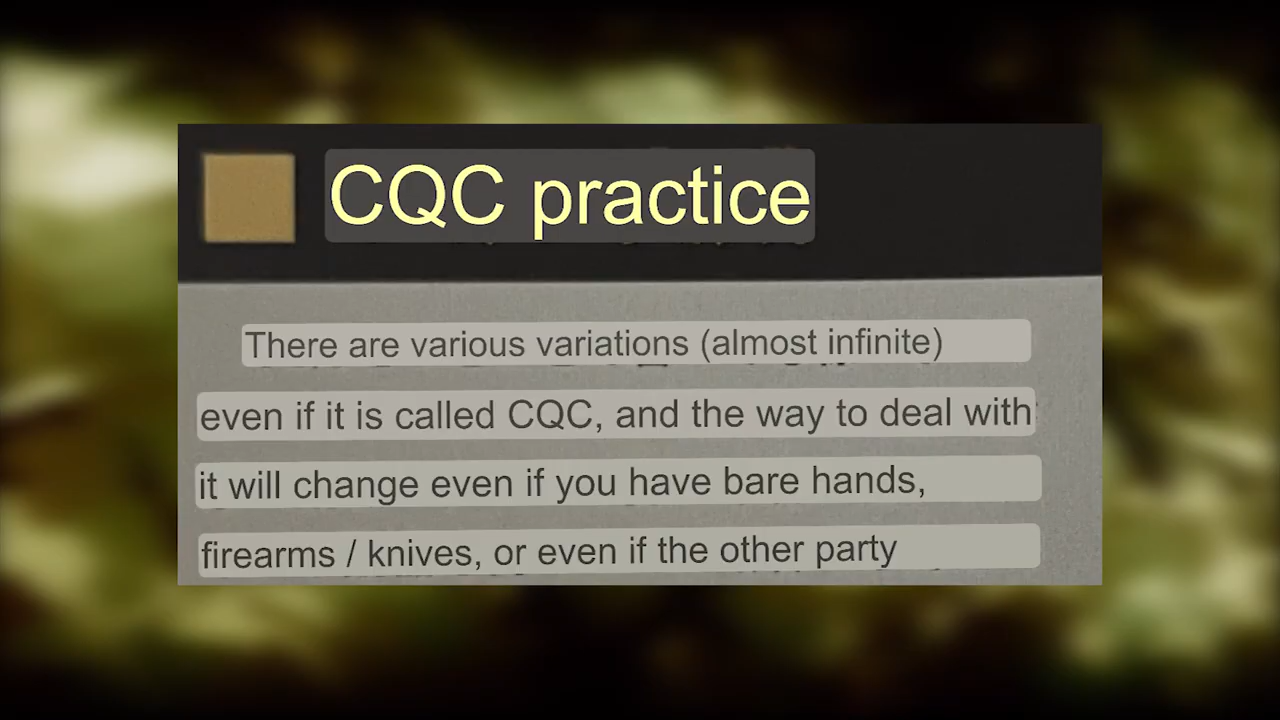 CQC practice
There are various variations (almost infinite)
even if it is called CQC, and the way to deal with
it will change even if you have bare hands,
firearms / knives, or even if the other party